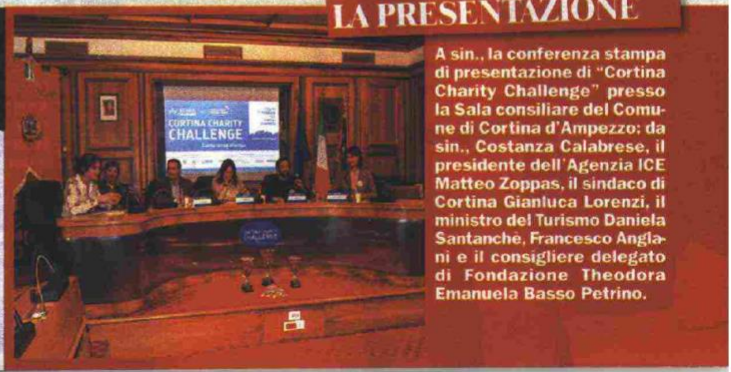 LA PRESENTAZIONE
CORTINA CHARITY
CHALLENGE
A sin., la conferenza stampa
di presentazione di “Cortina
Charity Challenge” presso
la Sala consiliare del Comu-
ne di Cortina d'Ampezzo: da
sin., Costanza Calabrese, il
presidente dell'Agenzia ICE
Matteo Zoppas, il sindaco di
Cortina Gianluca Lorenzi, il
ministro del Turismo Daniela
Santanchè, Francesco Angla-
ni e il consigliere delegato
di Fondazione Theodora
Emanuela Basso Petrino.